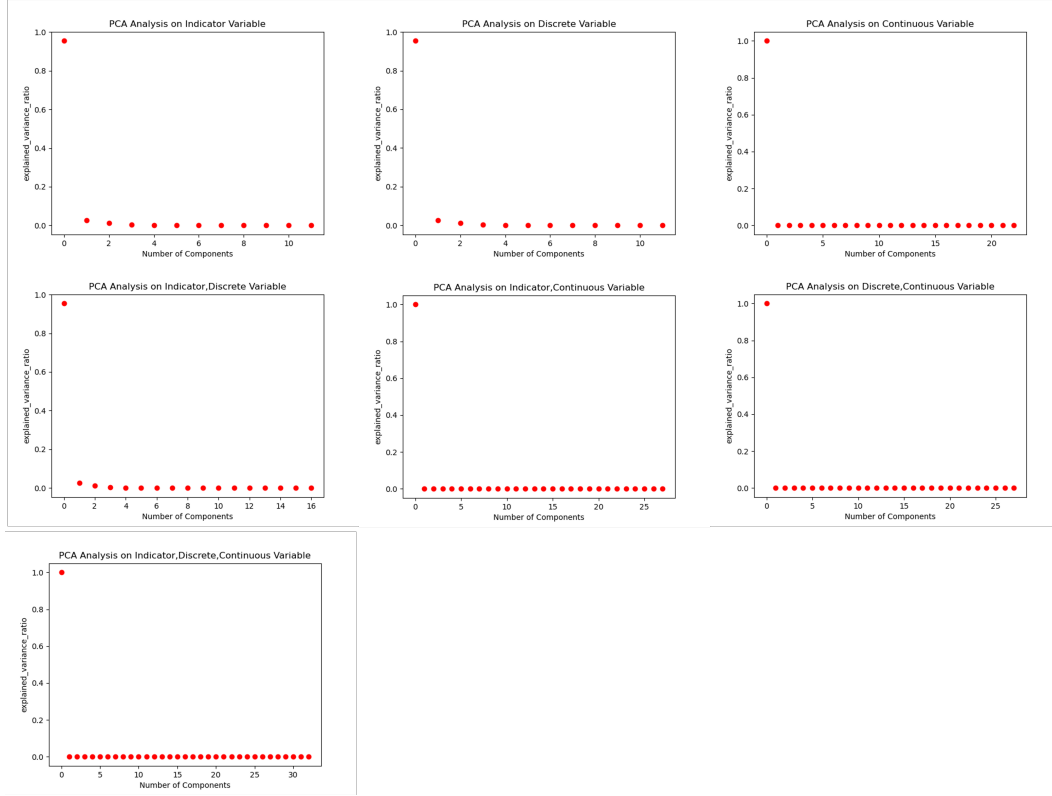 PCA Analysis on Indicator Variable
1.0
0.8
0.6
0.4
0.2
0.0
explained_variance_ratio
0 2 4 6 8 10
Number of Components
PCA Analysis on Discrete Variable
1.0
0.8
0.6
0.4
0.2
0.0
explained_variance_ratio
0 2 4 6 8 10
Number of Components
PCA Analysis on Continuous Variable
1.0
0.8
0.6
0.4
0.2
0.0
explained_variance_ratio
0 5 10 15 20
Number of Components
PCA Analysis on Indicator,Discrete Variable
1.0
0.8
0.6
0.4
0.2
0.0
explained_variance_ratio
0 2 4 6 8 10 12 14 16
Number of Components
PCA Analysis on Indicator,Continuous Variable
1.0
0.8
0.6
0.4
0.2
0.0
explained_variance_ratio
0 5 10 15 20 25
Number of Components
PCA Analysis on Discrete,Continuous Variable
1.0
0.8
0.6
0.4
0.2
0.0
explained_variance_ratio
0 5 10 15 20 25
Number of Components
PCA Analysis on Indicator,Discrete,Continuous Variable
1.0
0.8
0.6
0.4
0.2
0.0
explained_variance_ratio
0 5 10 15 20 25 30
Number of Components